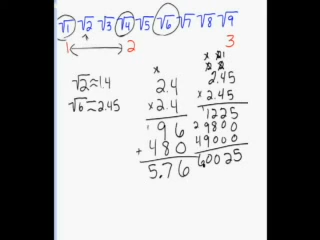 √1 √2 √3 √4 √5 √6 √7 √8 √9
1 2 3
√2 ≈ 1.4
√6 ≈ 2.45
2.4
× 2.4
96
+ 480
5.76
2.45
× 2.45
1225
9800
49000
6.0025